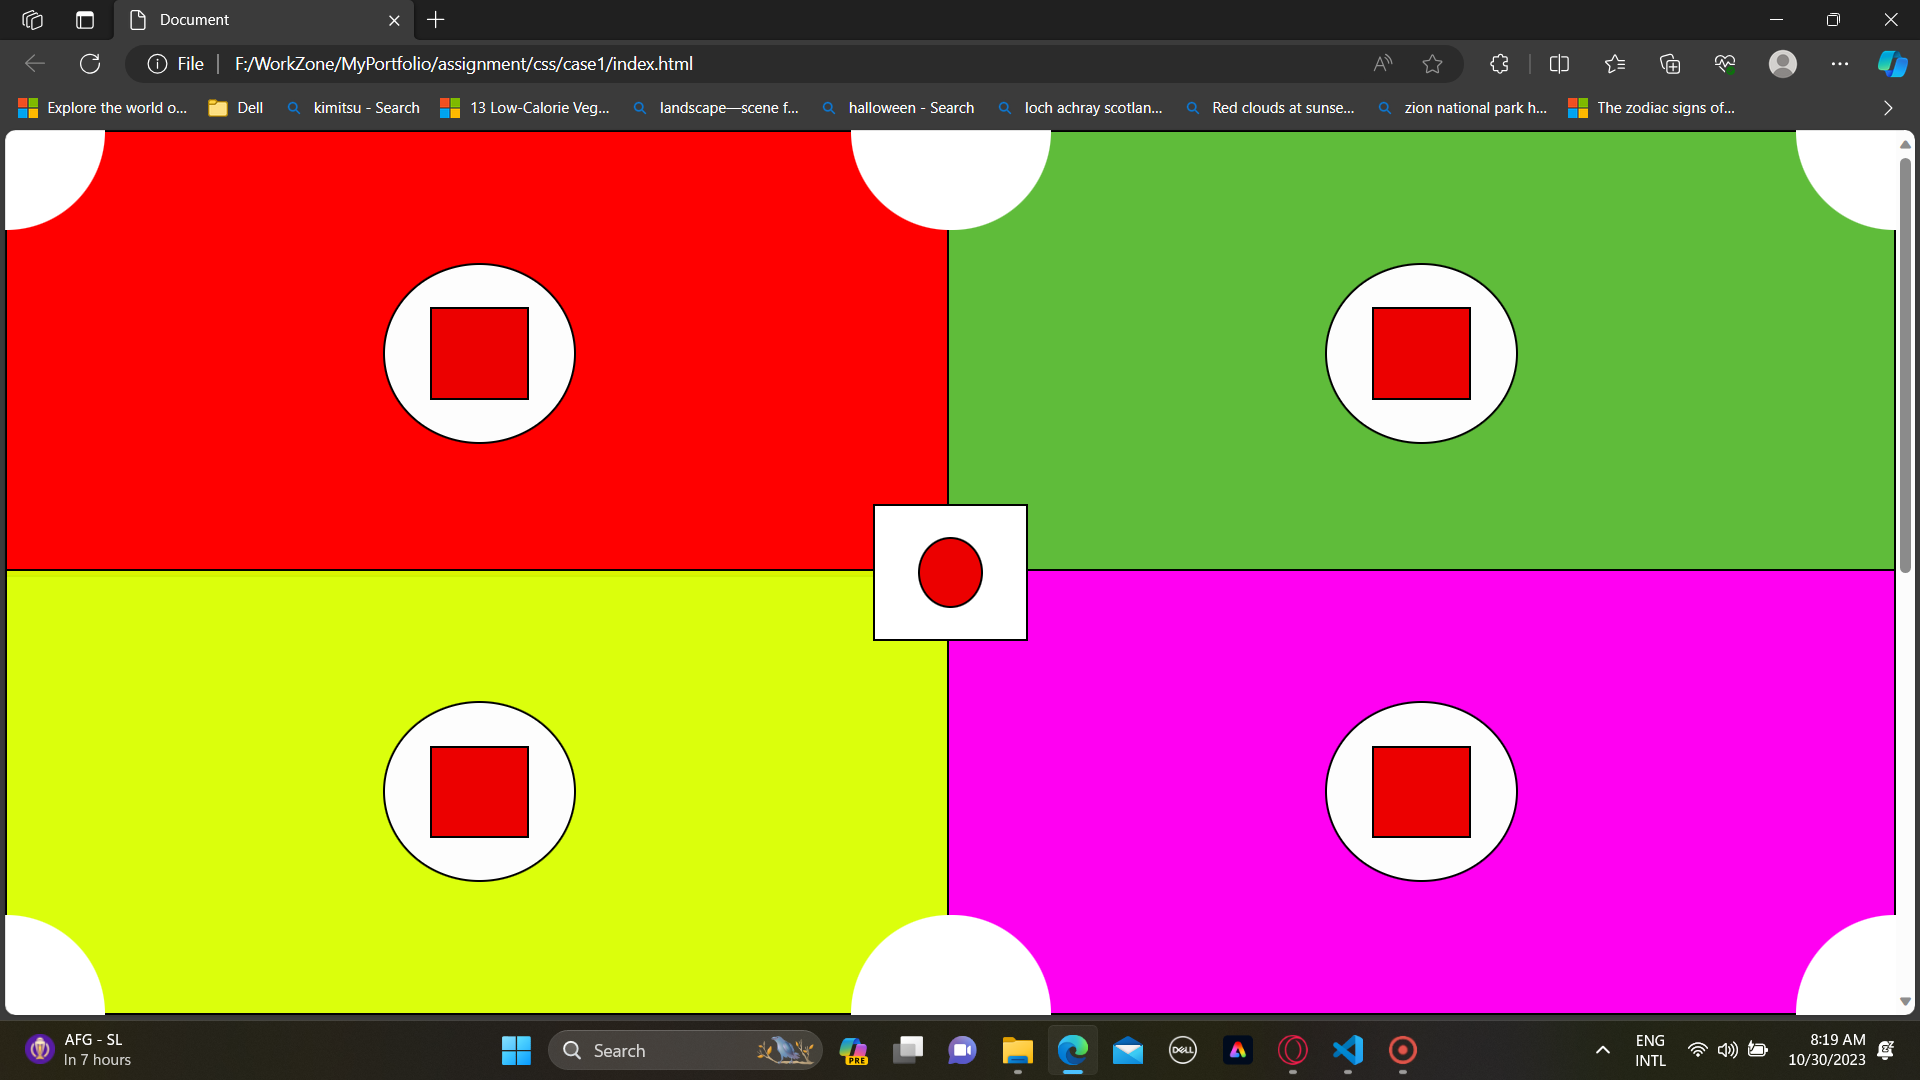 Document
File
F:/WorkZone/MyPortfolio/assignment/css/case1/index.html
Explore the world o...
Dell
kimitsu - Search
13 Low-Calorie Veg...
landscape—scene f...
halloween - Search
loch achray scotlan...
Red clouds at sunse...
zion national park h...
The zodiac signs of...
AFG - SL
In 7 hours
Search
PRE
DELL
ENG
INTL
8:19 AM
10/30/2023